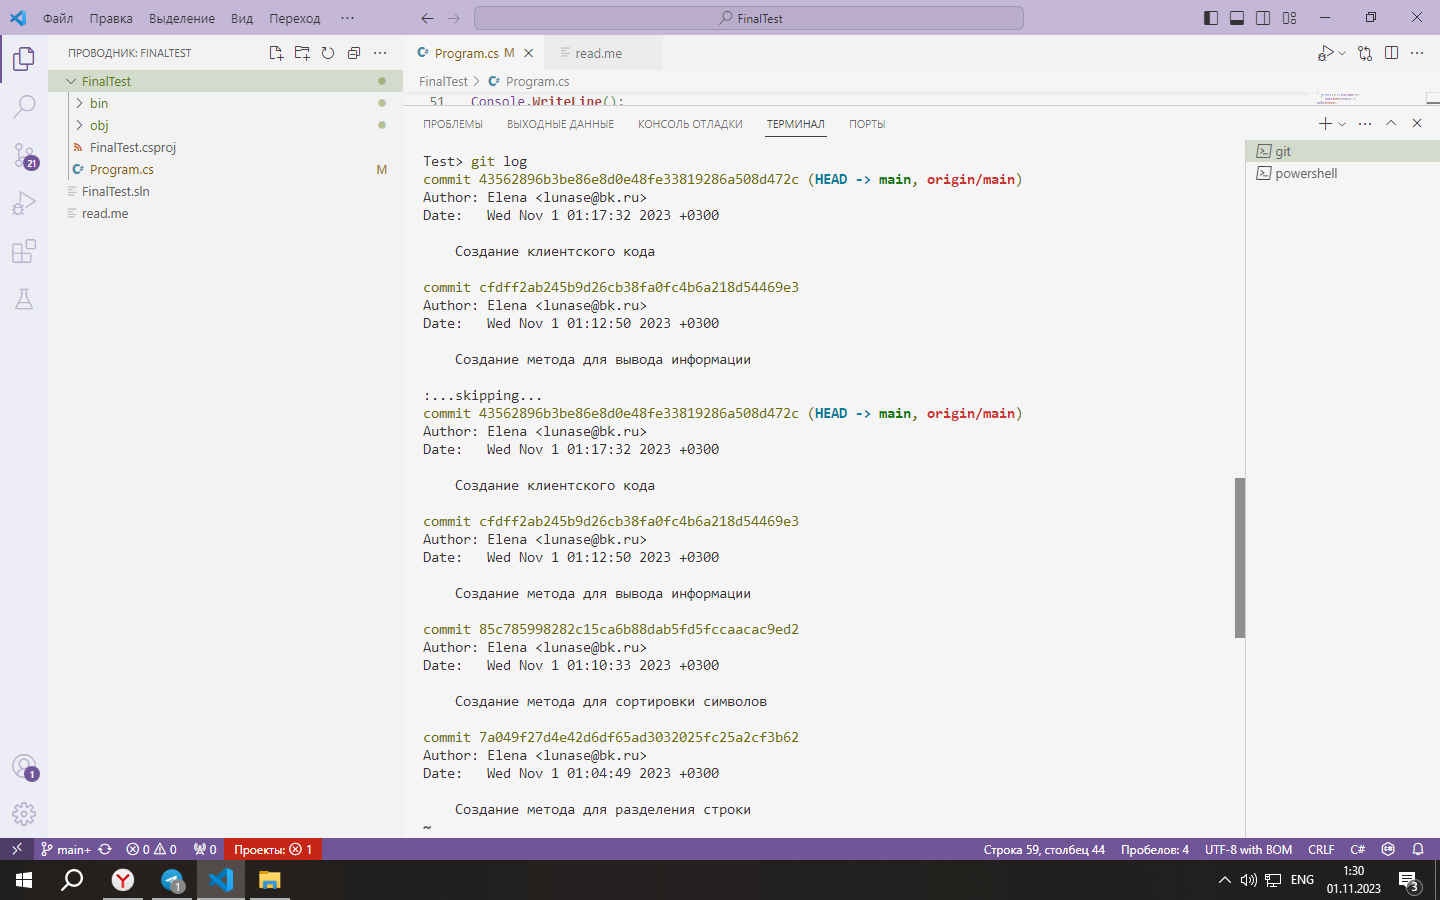 Файл Правка Выделение Вид Переход ··· FinalTest
ПРОВОДНИК: FINALTEST
FinalTest
bin
obj
FinalTest.csproj
Program.cs M
FinalTest.sln
read.me
21
1
Program.cs M read.me
FinalTest > Program.cs
51 Console.WriteLine();
ПРОБЛЕМЫ ВЫХОДНЫЕ ДАННЫЕ КОНСОЛЬ ОТЛАДКИ ТЕРМИНАЛ ПОРТЫ
git
powershell
Test> git log
commit 43562896b3be86e8d0e48fe33819286a508d472c (HEAD -> main, origin/main)
Author: Elena <lunase@bk.ru>
Date:   Wed Nov 1 01:17:32 2023 +0300
Создание клиентского кода
commit cfdff2ab245b9d26cb38fa0fc4b6a218d54469e3
Author: Elena <lunase@bk.ru>
Date:   Wed Nov 1 01:12:50 2023 +0300
Создание метода для вывода информации
:...skipping...
commit 43562896b3be86e8d0e48fe33819286a508d472c (HEAD -> main, origin/main)
Author: Elena <lunase@bk.ru>
Date:   Wed Nov 1 01:17:32 2023 +0300
Создание клиентского кода
commit cfdff2ab245b9d26cb38fa0fc4b6a218d54469e3
Author: Elena <lunase@bk.ru>
Date:   Wed Nov 1 01:12:50 2023 +0300
Создание метода для вывода информации
commit 85c785998282c15ca6b88dab5fd5fccaacac9ed2
Author: Elena <lunase@bk.ru>
Date:   Wed Nov 1 01:10:33 2023 +0300
Создание метода для сортировки символов
commit 7a049f27d4e42d6df65ad3032025fc25a2cf3b62
Author: Elena <lunase@bk.ru>
Date:   Wed Nov 1 01:04:49 2023 +0300
Создание метода для разделения строки
~
main+ 0 0 0 Проекты: 1 Строка 59, столбец 44 Пробелов: 4 UTF-8 with BOM CRLF C#
1 ENG 1:30
01.11.2023 3